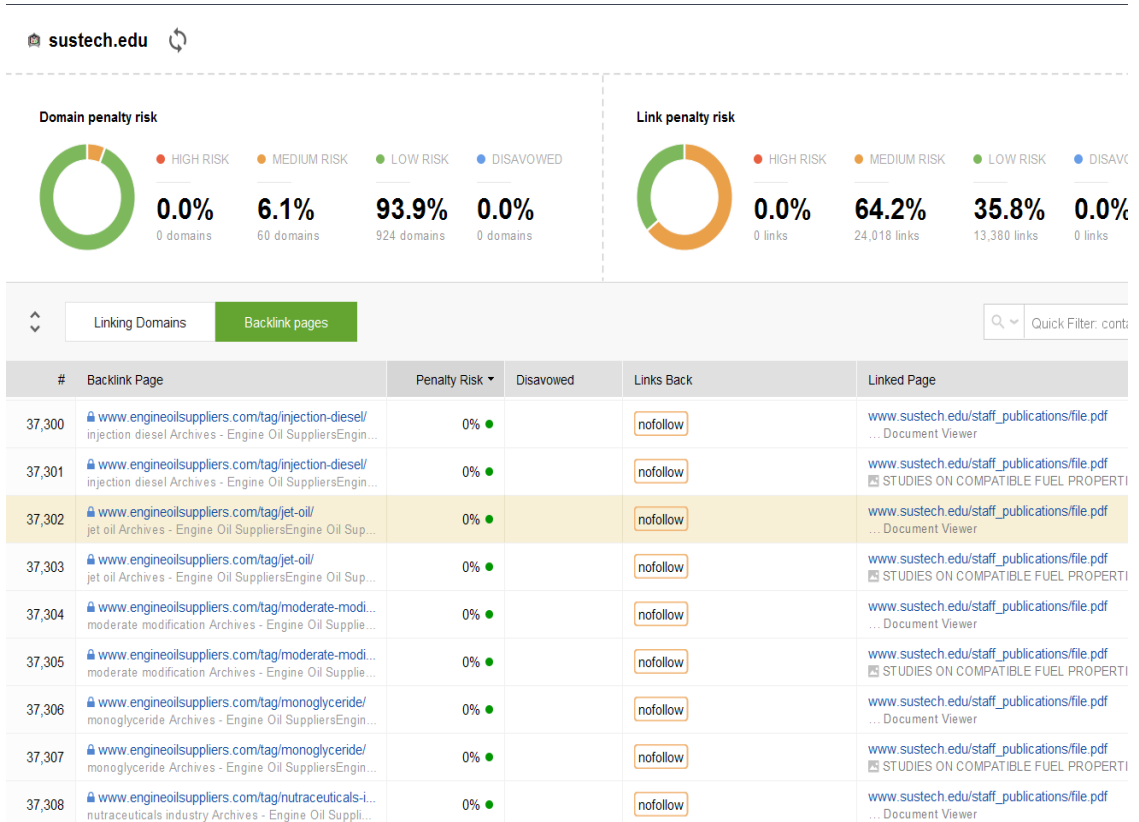 sustech.edu
Domain penalty risk
HIGH RISK MEDIUM RISK LOW RISK DISAVOWED
0.0% 6.1% 93.9% 0.0%
0 domains 60 domains 924 domains 0 domains
Link penalty risk
HIGH RISK MEDIUM RISK LOW RISK DISAVO
0.0% 64.2% 35.8% 0.0%
0 links 24,018 links 13,380 links 0 links
Linking Domains Backlink pages Quick Filter: conta
# Backlink Page Penalty Risk Disavowed Links Back Linked Page
37,300 www.engineoilsuppliers.com/tag/injection-diesel/ 0% nofollow www.sustech.edu/staff_publications/file.pdf
injection diesel Archives - Engine Oil SuppliersEngin... ... Document Viewer
37,301 www.engineoilsuppliers.com/tag/injection-diesel/ 0% nofollow www.sustech.edu/staff_publications/file.pdf
injection diesel Archives - Engine Oil SuppliersEngin... STUDIES ON COMPATIBLE FUEL PROPERTI
37,302 www.engineoilsuppliers.com/tag/jet-oil/ 0% nofollow www.sustech.edu/staff_publications/file.pdf
jet oil Archives - Engine Oil SuppliersEngine Oil Sup... ... Document Viewer
37,303 www.engineoilsuppliers.com/tag/jet-oil/ 0% nofollow www.sustech.edu/staff_publications/file.pdf
jet oil Archives - Engine Oil SuppliersEngine Oil Sup... STUDIES ON COMPATIBLE FUEL PROPERTI
37,304 www.engineoilsuppliers.com/tag/moderate-modi... 0% nofollow www.sustech.edu/staff_publications/file.pdf
moderate modification Archives - Engine Oil Supplie... ... Document Viewer
37,305 www.engineoilsuppliers.com/tag/moderate-modi... 0% nofollow www.sustech.edu/staff_publications/file.pdf
moderate modification Archives - Engine Oil Supplie... STUDIES ON COMPATIBLE FUEL PROPERTI
37,306 www.engineoilsuppliers.com/tag/monoglyceride/ 0% nofollow www.sustech.edu/staff_publications/file.pdf
monoglyceride Archives - Engine Oil SuppliersEngin... ... Document Viewer
37,307 www.engineoilsuppliers.com/tag/monoglyceride/ 0% nofollow www.sustech.edu/staff_publications/file.pdf
monoglyceride Archives - Engine Oil SuppliersEngin... STUDIES ON COMPATIBLE FUEL PROPERTI
37,308 www.engineoilsuppliers.com/tag/nutraceuticals-i... 0% nofollow www.sustech.edu/staff_publications/file.pdf
nutraceuticals industry Archives - Engine Oil Suppli... ... Document Viewer